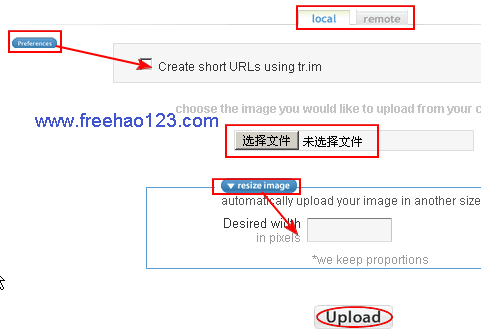 local remote
Preferences
Create short URLs using tr.im
choose the image you would like to upload from your c
www.freehao123.com
选择文件 未选择文件
resize image
automatically upload your image in another size
Desired width
in pixels
*we keep proportions
Upload